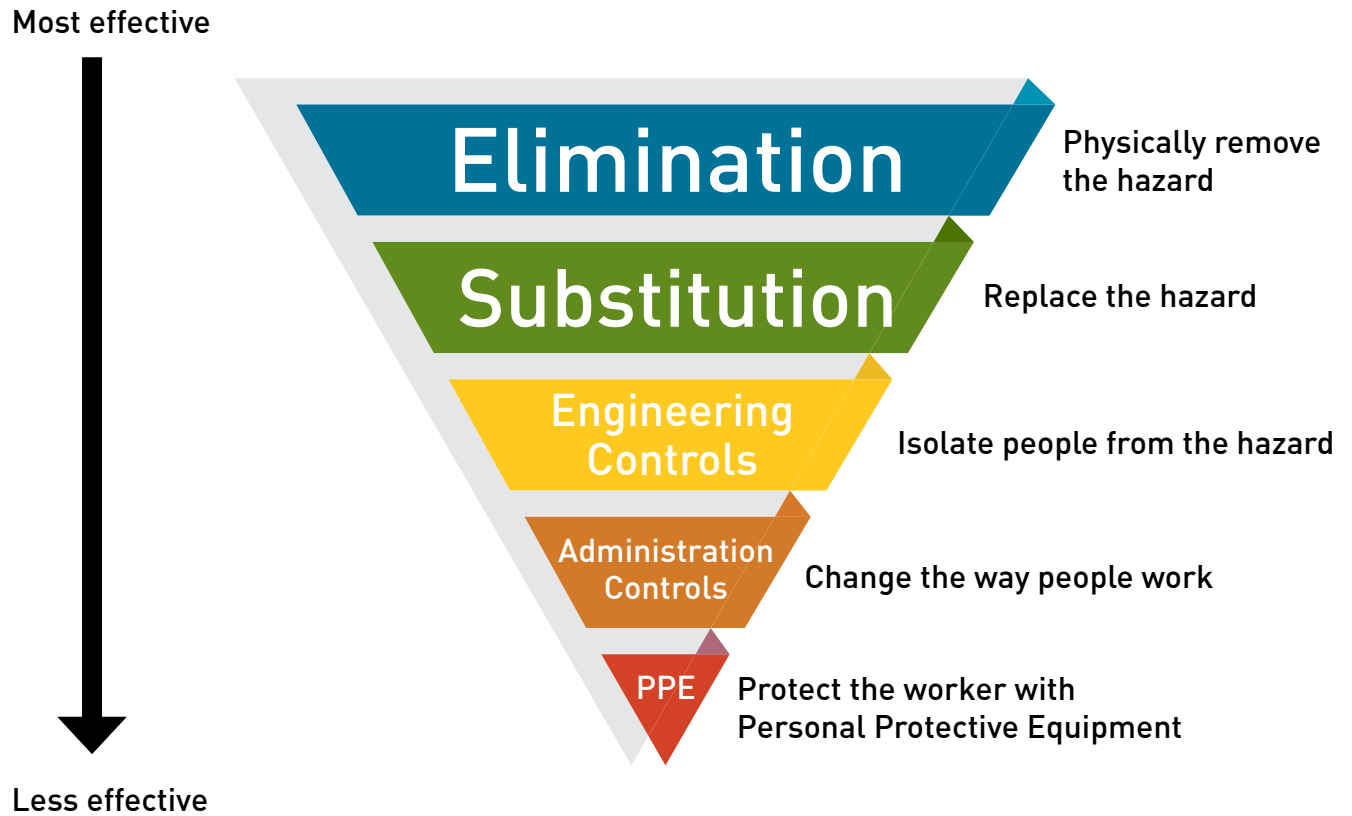 Most effective
Elimination
Physically remove
the hazard
Substitution
Replace the hazard
Engineering
Controls
Isolate people from the hazard
Administration
Controls
Change the way people work
PPE
Protect the worker with
Personal Protective Equipment
Less effective